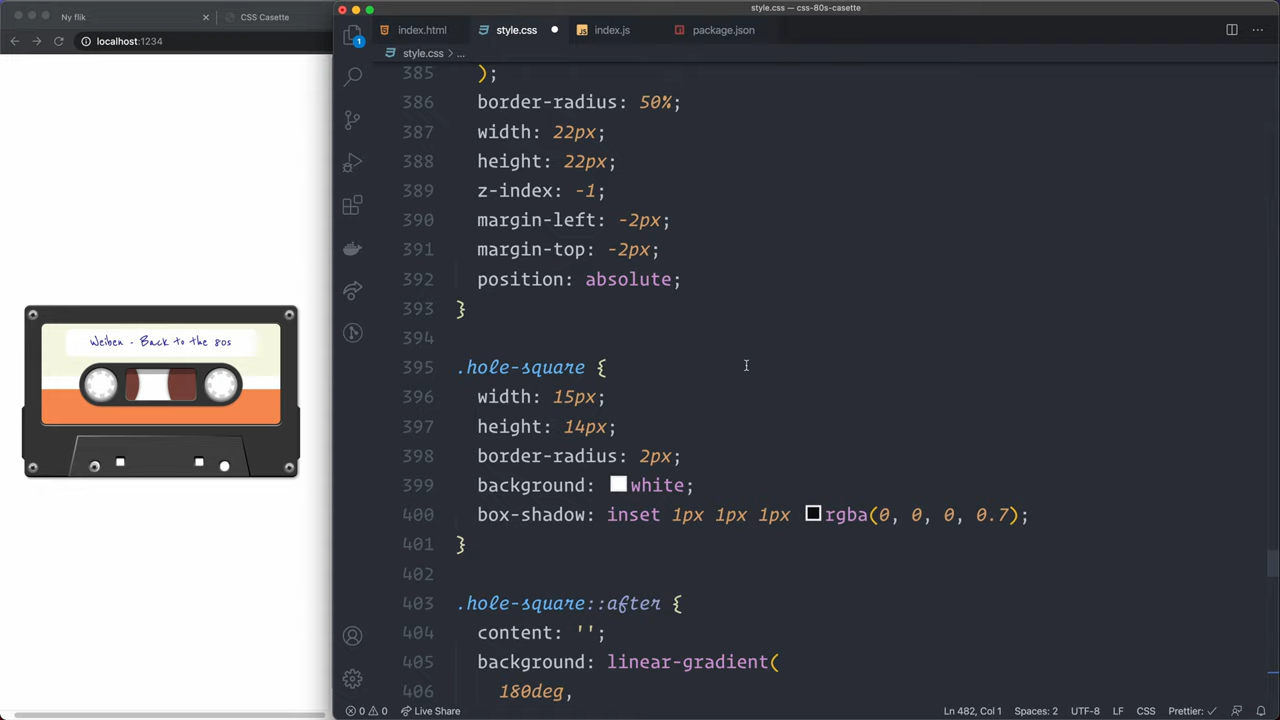 style.css — css-80s-casette
Ny flik
CSS Casette
index.html
style.css
index.js
package.json
localhost:1234
style.css > ...
1
385 );
386 border-radius: 50%;
387 width: 22px;
388 height: 22px;
389 z-index: -1;
390 margin-left: -2px;
391 margin-top: -2px;
392 position: absolute;
393 }
394
395 .hole-square {
396 width: 15px;
397 height: 14px;
398 border-radius: 2px;
399 background: white;
400 box-shadow: inset 1px 1px 1px rgba(0, 0, 0, 0.7);
401 }
402
403 .hole-square::after {
404 content: '';
405 background: linear-gradient(
406 180deg,
Weiben - Back to the 80s
0 0 Live Share
Ln 482, Col 1 Spaces: 2 UTF-8 LF CSS Prettier: ✓